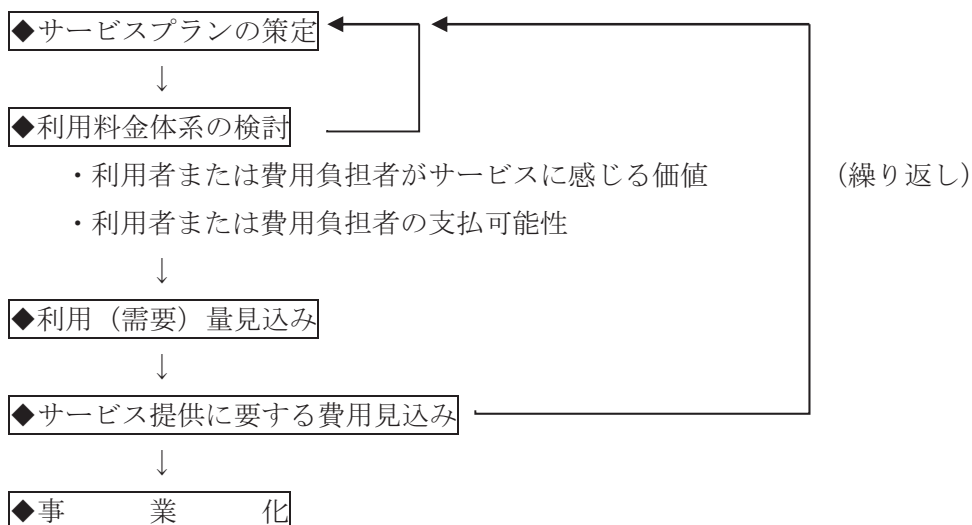 ◆サービスプランの策定
↓
◆利用料金体系の検討
・利用者または費用負担者がサービスに感じる価値 (繰り返し)
・利用者または費用負担者の支払可能性
↓
◆利用（需要）量見込み
↓
◆サービス提供に要する費用見込み
↓
◆事　業　化